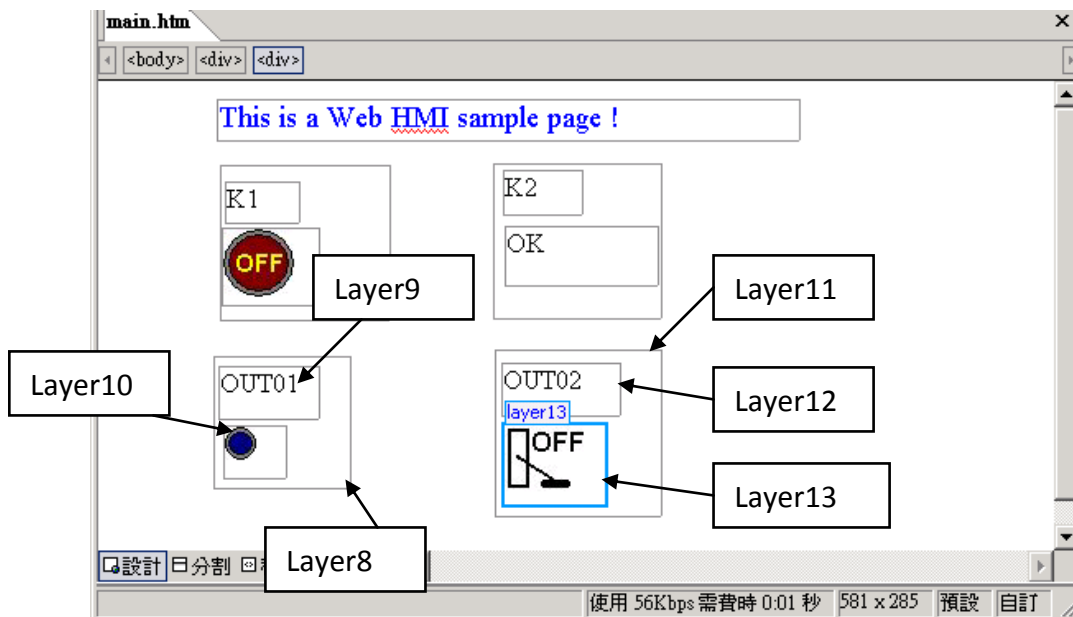 main.htm
<body> <div> <div>
This is a Web HMI sample page !
K1
K2
OFF
OK
Layer9
Layer11
Layer10
OUT01
OUT02
Layer12
layer13
OFF
Layer13
Layer8
設計 分割
使用 56Kbps 需費時 0:01 秒 581 x 285 預設 自訂